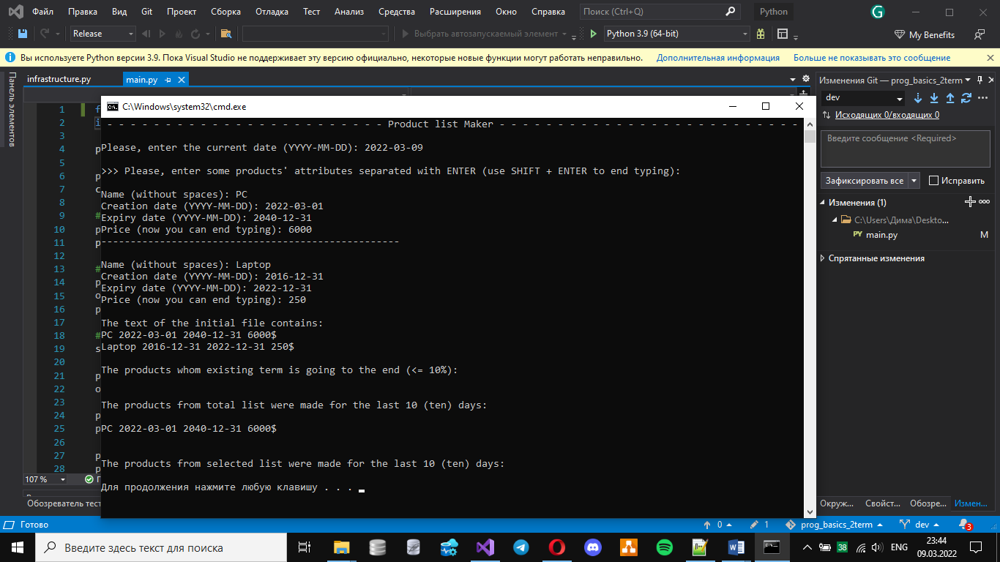 Файл Правка Вид Git Проект Сборка Отладка Тест Анализ Средства Расширения Окно Справка Поиск (Ctrl+Q) Python G
Release Выбрать автозапускаемый элемент Python 3.9 (64-bit) My Benefits
Вы используете Python версии 3.9. Пока Visual Studio не поддерживает эту версию официально, некоторые новые функции могут работать неправильно. Дополнительная информация Больше не показывать это сообщение
Панель элементов
infrastructure.py main.py
C:\Windows\system32\cmd.exe
- - - - - - - - - - - - - - - - - - - - - - - - Product list Maker - - - - - - - - - - - - - - - - - - - - - - - - - -
Please, enter the current date (YYYY-MM-DD): 2022-03-09
>>> Please, enter some products' attributes separated with ENTER (use SHIFT + ENTER to end typing):
Name (without spaces): PC
Creation date (YYYY-MM-DD): 2022-03-01
Expiry date (YYYY-MM-DD): 2040-12-31
Price (now you can end typing): 6000
---------------------------------------------------
Name (without spaces): Laptop
Creation date (YYYY-MM-DD): 2016-12-31
Expiry date (YYYY-MM-DD): 2022-12-31
Price (now you can end typing): 250
The text of the initial file contains:
PC 2022-03-01 2040-12-31 6000$
Laptop 2016-12-31 2022-12-31 250$
The products whom existing term is going to the end (<= 10%):
The products from total list were made for the last 10 (ten) days:
PC 2022-03-01 2040-12-31 6000$
The products from selected list were made for the last 10 (ten) days:
Для продолжения нажмите любую клавишу . . .
1 f
2 i
3
4 p
5
6 p
7 c
8
9 #
10 p
11 p
12
13 #
14 p
15 o
16 p
17
18 #
19 s
20
21 p
22 o
23
24 p
25 p
26
27 p
28 p
107 %
Обозреватель тест
Изменения Git — prog_basics_2term
dev
Исходящих 0/входящих 0
Введите сообщение <Required>
Зафиксировать все Исправить
Изменения (1)
C:\Users\Дима\Deskto...
PY main.py M
Спрятанные изменения
Окруж... Свойст... Обозре... Измен...
Готово 0 1 prog_basics_2term dev 3
Введите здесь текст для поиска 38 ENG 23:44
09.03.2022